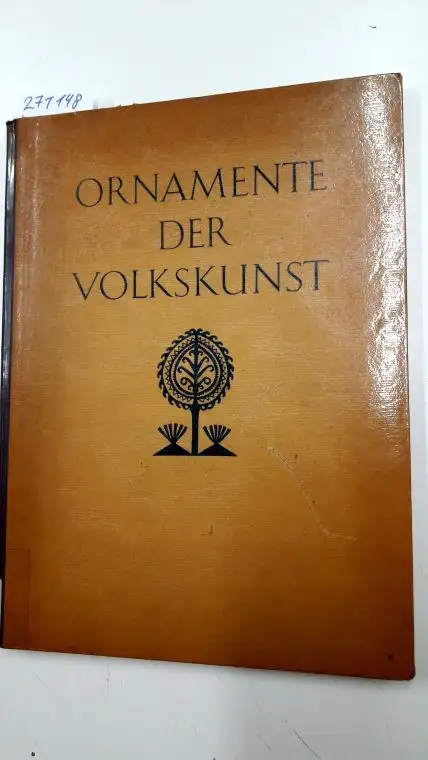 271148
ORNAMENTE
DER
VOLKSKUNST